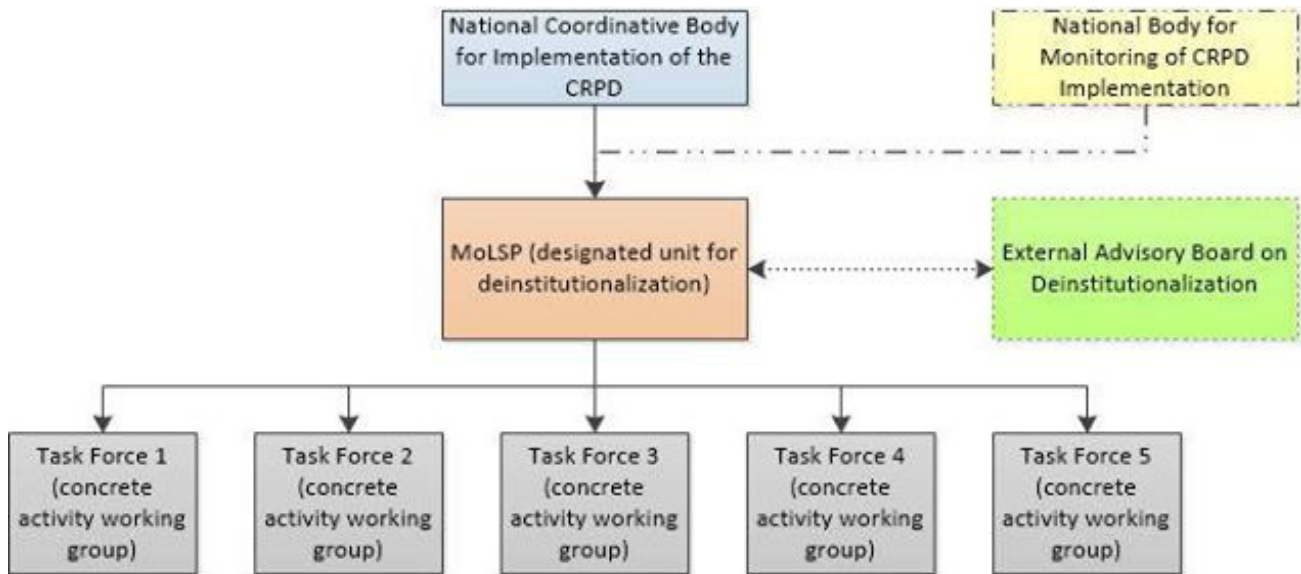 National Coordinative Body
for Implementation of the
CRPD
National Body for
Monitoring of CRPD
Implementation
MoLSP (designated unit for
deinstitutionalization)
External Advisory Board on
Deinstitutionalization
Task Force 1
(concrete
activity working
group)
Task Force 2
(concrete
activity working
group)
Task Force 3
(concrete
activity working
group)
Task Force 4
(concrete
activity working
group)
Task Force 5
(concrete
activity working
group)